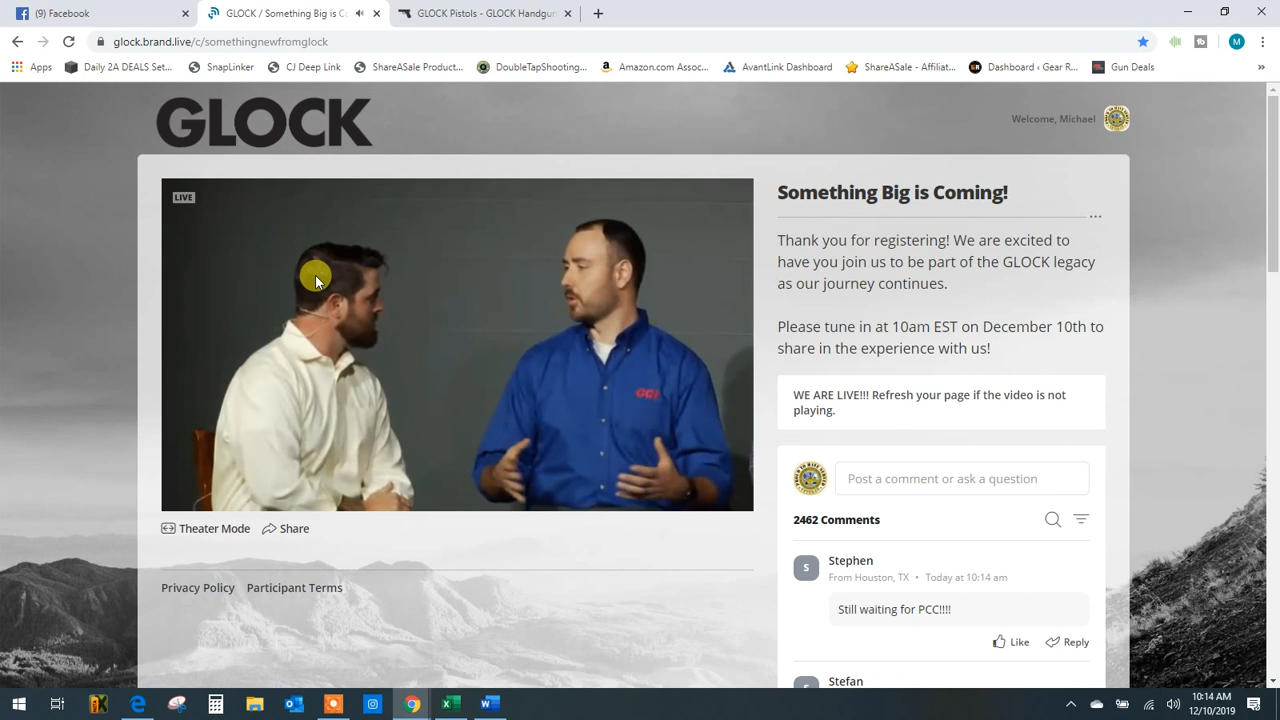 (9) Facebook
GLOCK / Something Big is Co
GLOCK Pistols - GLOCK Handgun
glock.brand.live/c/somethingnewfromglock
M
Apps
Daily 2A DEALS Set...
SnapLinker
CJ Deep Link
ShareASale Product...
DoubleTapShooting...
Amazon.com Assoc...
AvantLink Dashboard
ShareASale - Affiliat...
Dashboard ‹ Gear R...
Gun Deals
»
GLOCK
Welcome, Michael
LIVE
Theater Mode
Share
Privacy Policy
Participant Terms
Something Big is Coming!
Thank you for registering! We are excited to
have you join us to be part of the GLOCK legacy
as our journey continues.
Please tune in at 10am EST on December 10th to
share in the experience with us!
WE ARE LIVE!!! Refresh your page if the video is not
playing.
Post a comment or ask a question
2462 Comments
S
Stephen
From Houston, TX • Today at 10:14 am
Still waiting for PCC!!!!
Like
Reply
Stefan
10:14 AM
12/10/2019